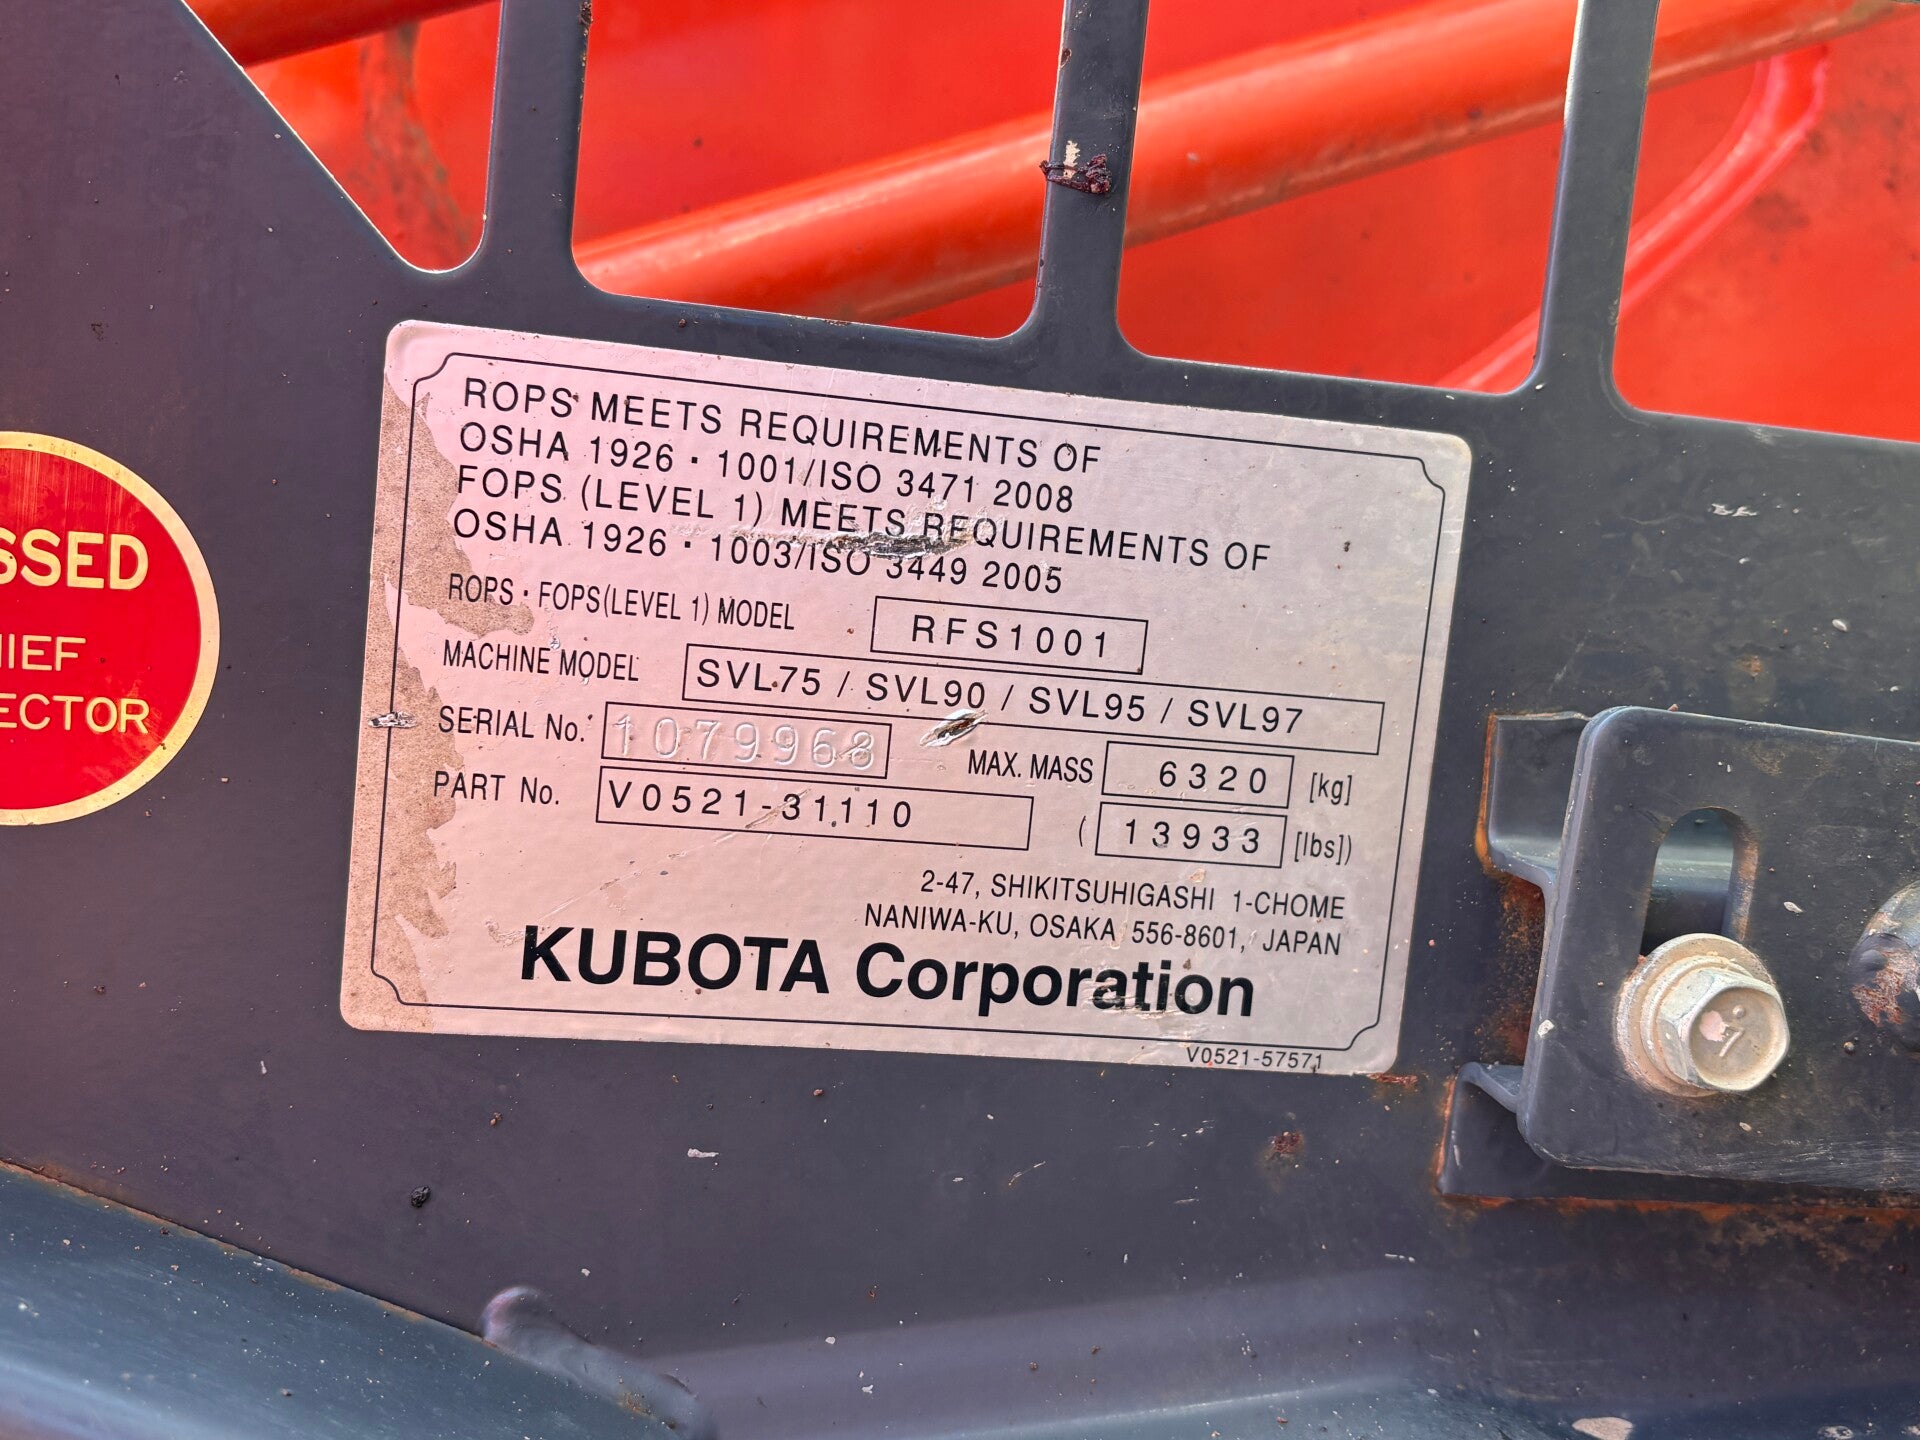 ROPS MEETS REQUIREMENTS OF
OSHA 1926・1001/ISO 3471 2008
FOPS (LEVEL 1) MEETS REQUIREMENTS OF
OSHA 1926・1003/ISO 3449 2005
ROPS・FOPS(LEVEL 1) MODEL RFS1001
MACHINE MODEL SVL75 / SVL90 / SVL95 / SVL97
SERIAL No. 1079968
MAX. MASS 6320 [kg]
PART No. V0521-31110
( 13933 [lbs])
2-47, SHIKITSUHIGASHI 1-CHOME
NANIWA-KU, OSAKA 556-8601, JAPAN
KUBOTA Corporation
V0521-57571
SSED
IEF
ECTOR